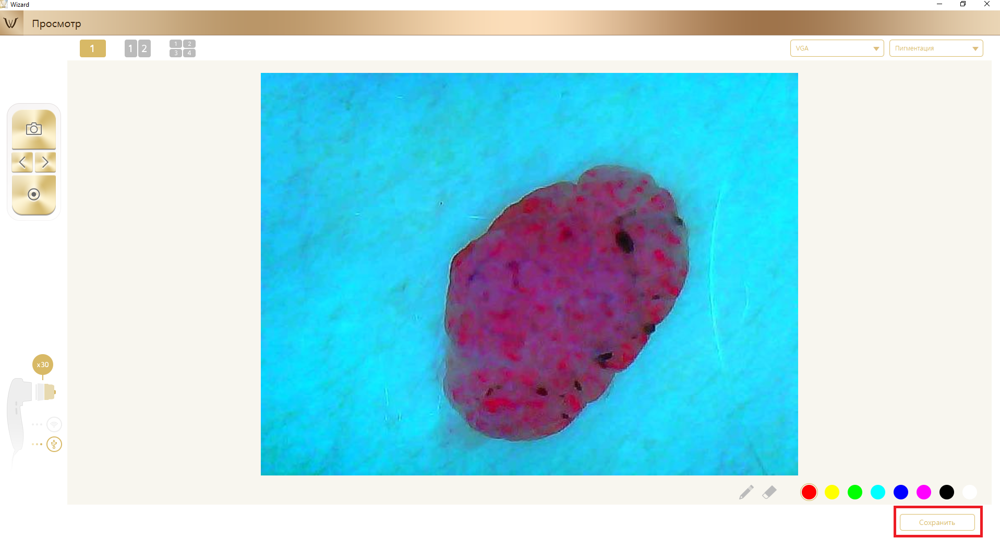 Wizard
Просмотр
1
1 2
1 2
3 4
VGA
Пигментация
x30
Сохранить